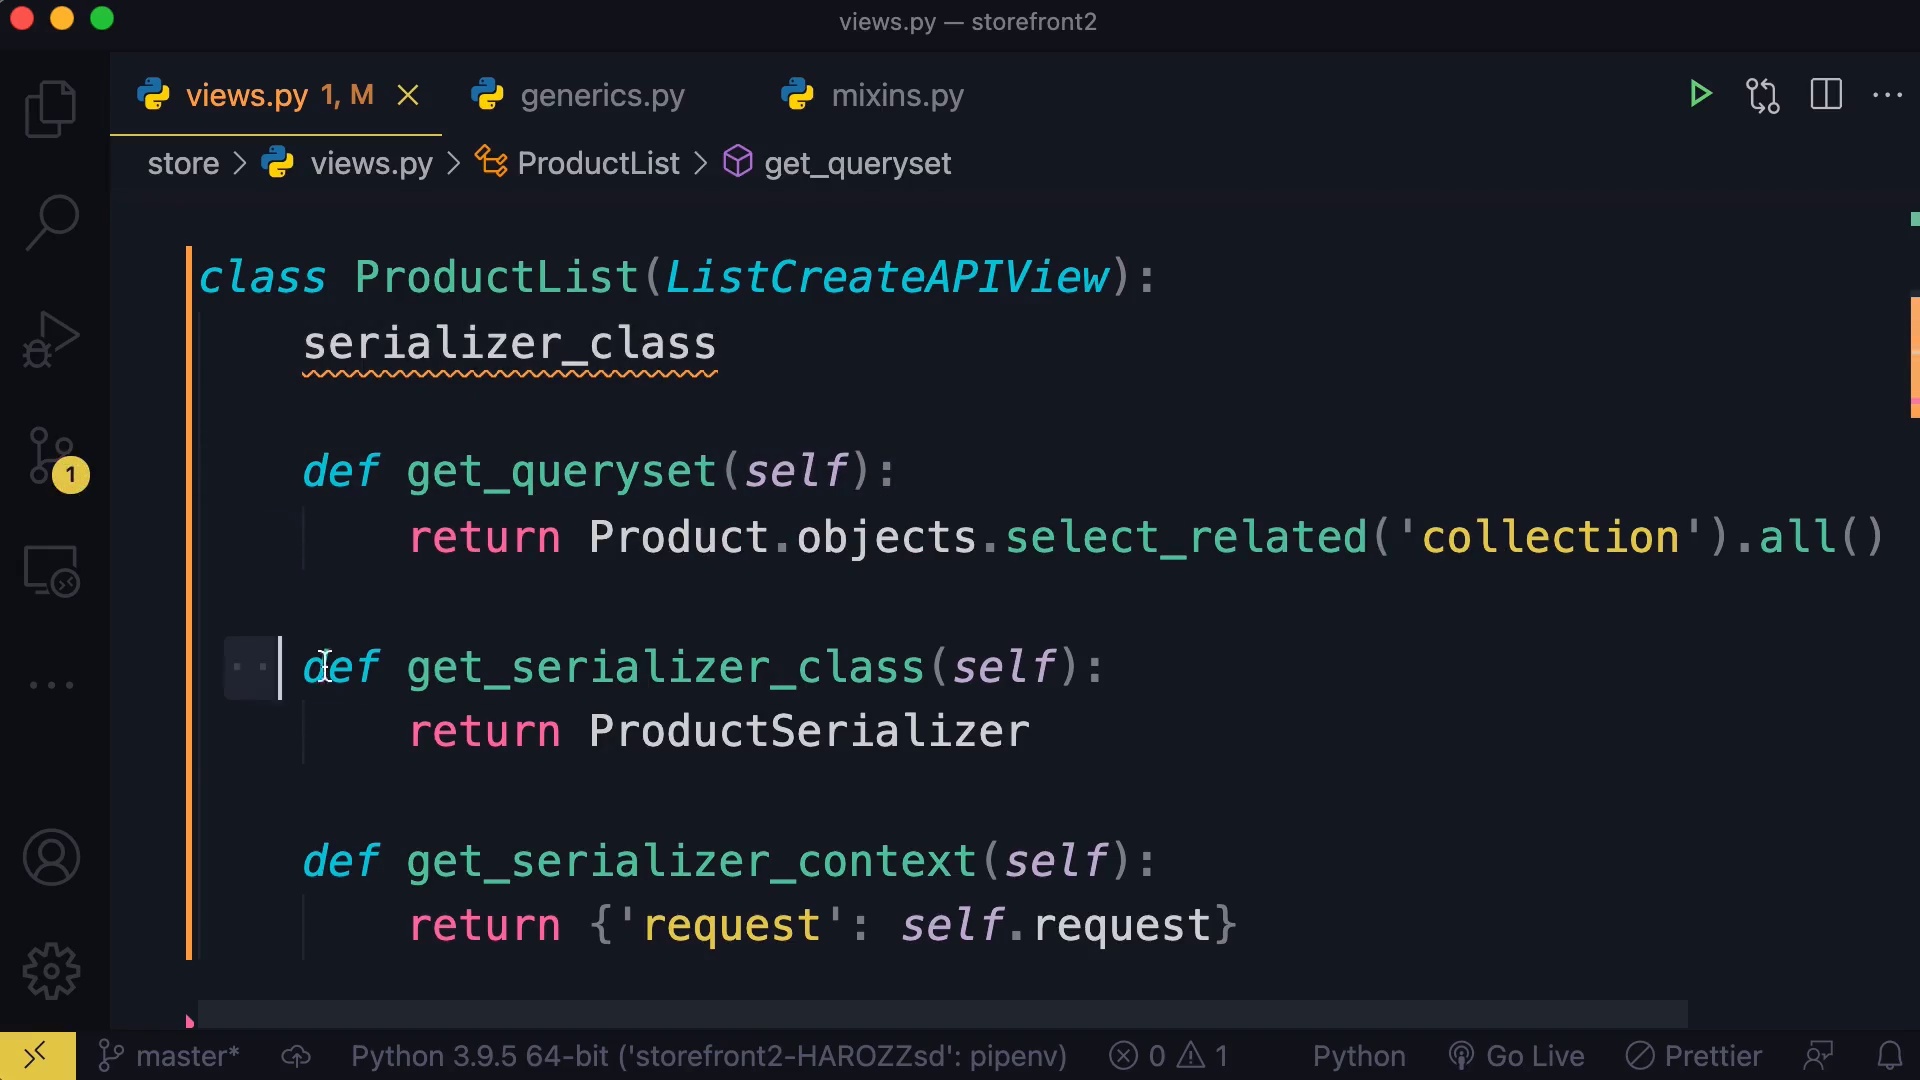 views.py — storefront2
views.py 1, M
generics.py
mixins.py
store > views.py > ProductList > get_queryset
class ProductList(ListCreateAPIView):
serializer_class
def get_queryset(self):
return Product.objects.select_related('collection').all()
def get_serializer_class(self):
return ProductSerializer
def get_serializer_context(self):
return {'request': self.request}
1
master* Python 3.9.5 64-bit ('storefront2-HAROZZsd': pipenv) 0 1 Python Go Live Prettier